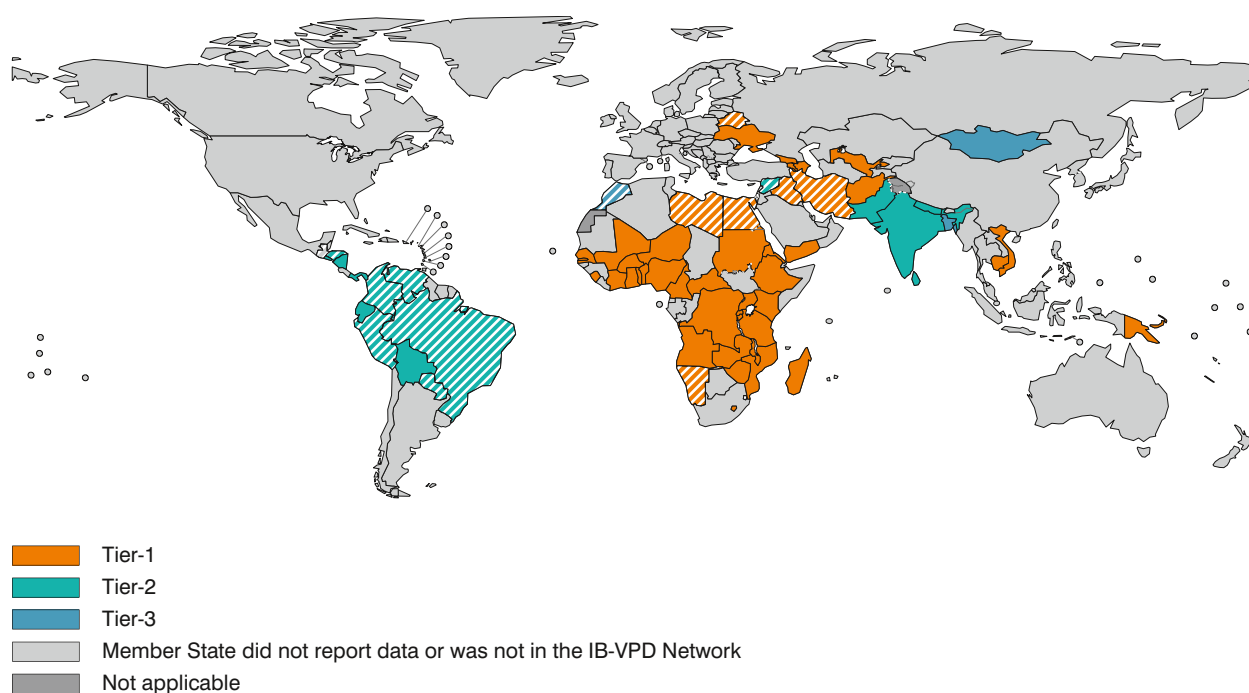 Tier-1
Tier-2
Tier-3
Member State did not report data or was not in the IB-VPD Network
Not applicable